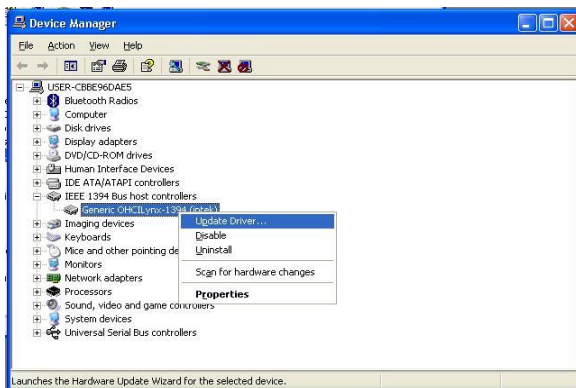 Device Manager
File Action View Help
USER-CBBE96DAE5
Bluetooth Radios
Computer
Disk drives
Display adapters
DVD/CD-ROM drives
Human Interface Devices
IDE ATA/ATAPI controllers
IEEE 1394 Bus host controllers
Generic OHCILynx-1394 (iptek)
Update Driver...
Imaging devices
Disable
Keyboards
Uninstall
Mice and other pointing de
Monitors
Scan for hardware changes
Network adapters
Processors
Properties
Sound, video and game controllers
System devices
Universal Serial Bus controllers
Launches the Hardware Update Wizard for the selected device.